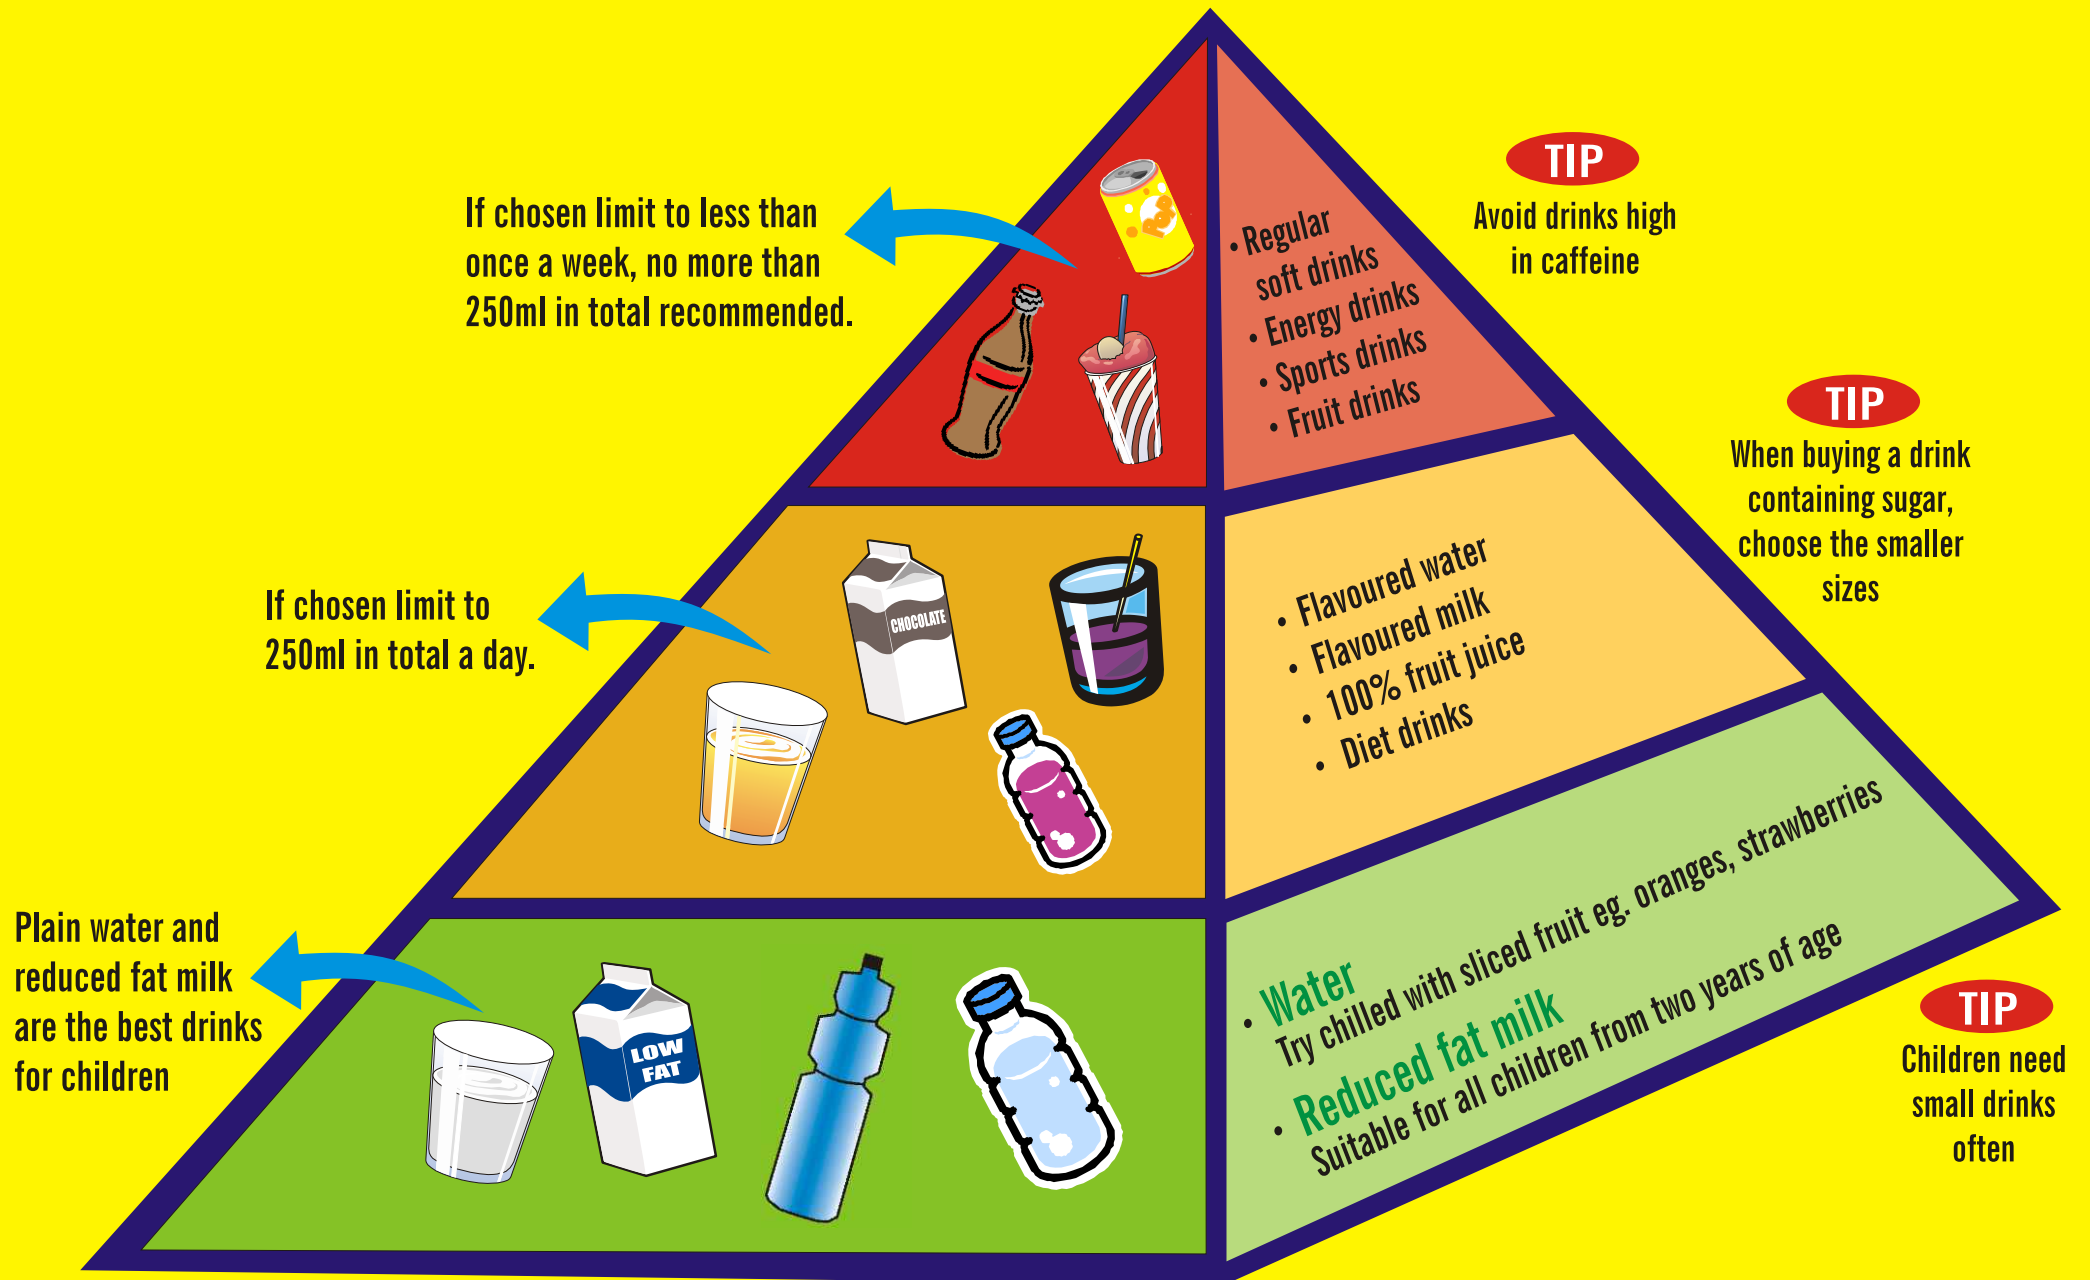 If chosen limit to less than
once a week, no more than
250ml in total recommended.
Pop
• Regular
soft drinks
• Energy drinks
• Sports drinks
• Fruit drinks
TIP
Avoid drinks high
in caffeine
TIP
When buying a drink
containing sugar,
choose the smaller
sizes
If chosen limit to
250ml in total a day.
CHOCOLATE
• Flavoured water
• Flavoured milk
• 100% fruit juice
• Diet drinks
Plain water and
reduced fat milk
are the best drinks
for children
LOW
FAT
• Water
Try chilled with sliced fruit eg. oranges, strawberries
• Reduced fat milk
Suitable for all children from two years of age
TIP
Children need
small drinks
often